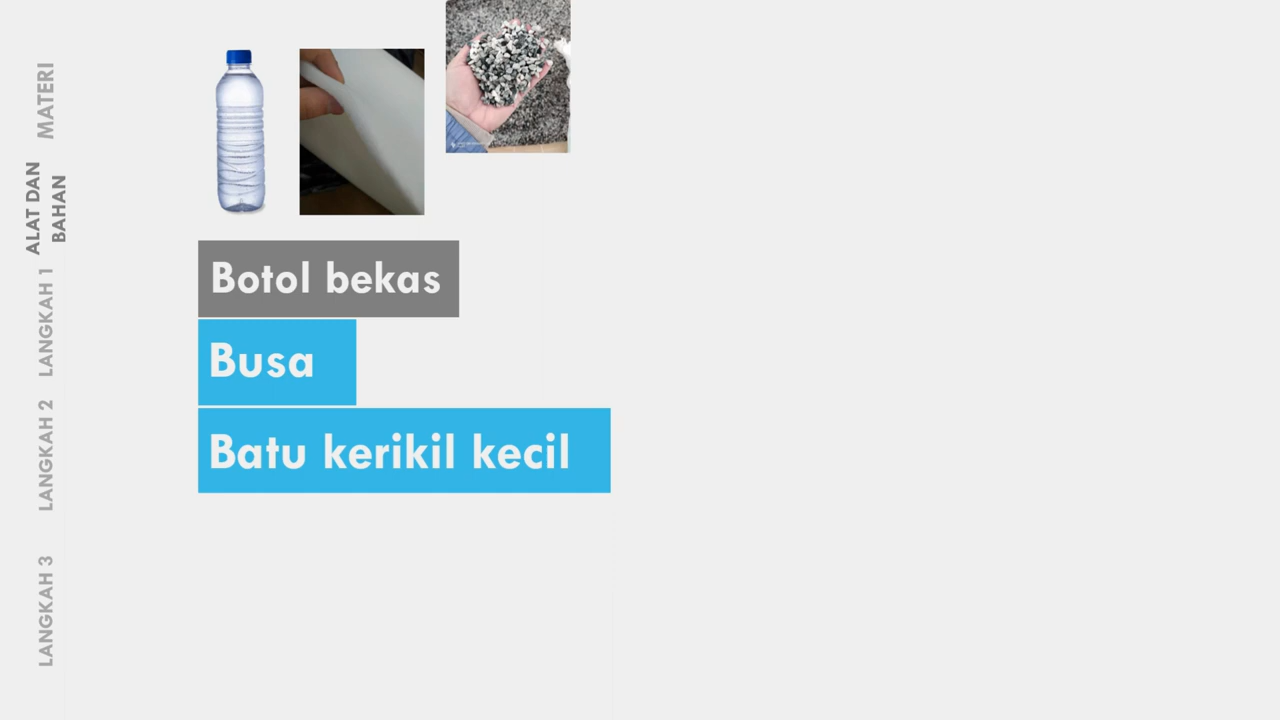 MATERI
ALAT DAN
BAHAN
LANGKAH 1
LANGKAH 2
LANGKAH 3
Botol bekas
Busa
Batu kerikil kecil